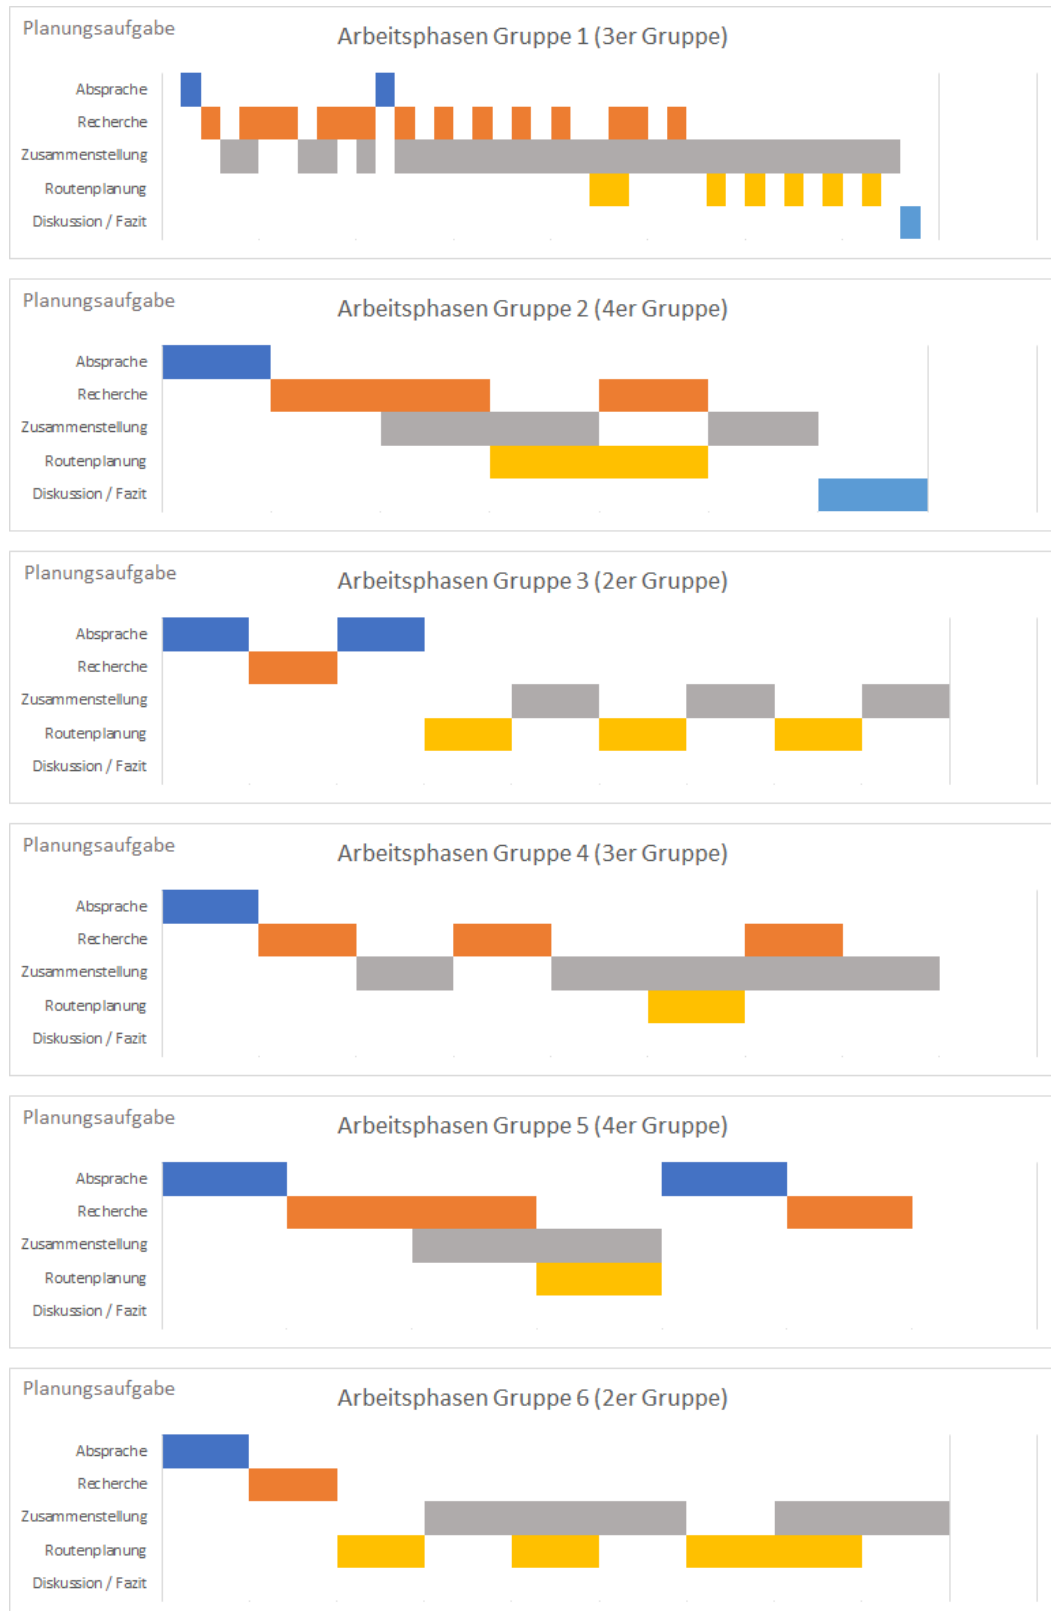 Planungsaufgabe
Arbeitsphasen Gruppe 1 (3er Gruppe)
Absprache
Recherche
Zusammenstellung
Routenplanung
Diskussion / Fazit
Planungsaufgabe
Arbeitsphasen Gruppe 2 (4er Gruppe)
Absprache
Recherche
Zusammenstellung
Routenplanung
Diskussion / Fazit
Planungsaufgabe
Arbeitsphasen Gruppe 3 (2er Gruppe)
Absprache
Recherche
Zusammenstellung
Routenplanung
Diskussion / Fazit
Planungsaufgabe
Arbeitsphasen Gruppe 4 (3er Gruppe)
Absprache
Recherche
Zusammenstellung
Routenplanung
Diskussion / Fazit
Planungsaufgabe
Arbeitsphasen Gruppe 5 (4er Gruppe)
Absprache
Recherche
Zusammenstellung
Routenplanung
Diskussion / Fazit
Planungsaufgabe
Arbeitsphasen Gruppe 6 (2er Gruppe)
Absprache
Recherche
Zusammenstellung
Routenplanung
Diskussion / Fazit